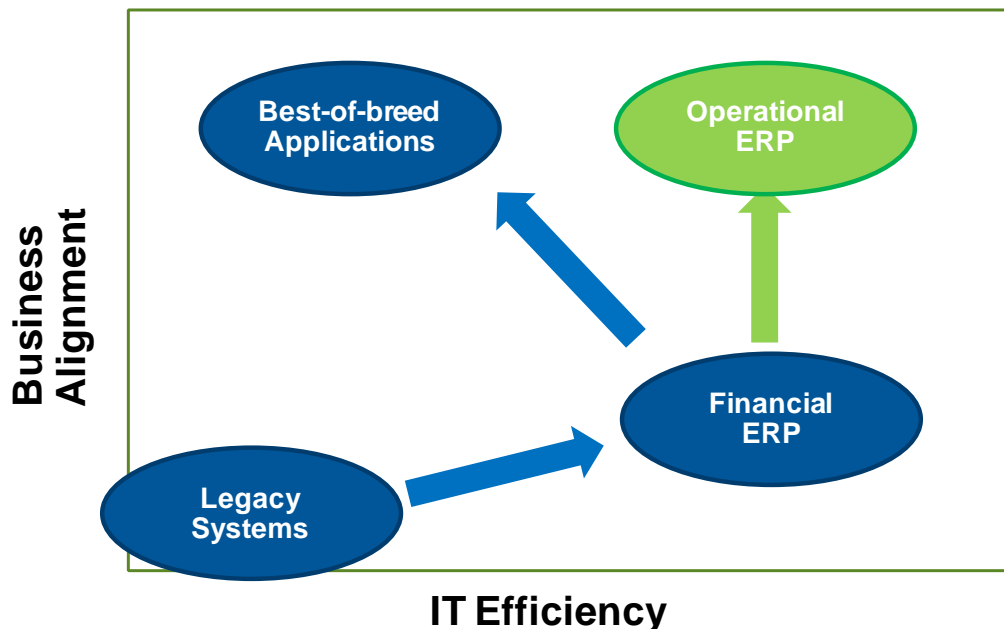 Best-of-breed
Applications
Operational
ERP
Business
Alignment
Financial
ERP
Legacy
Systems
IT Efficiency